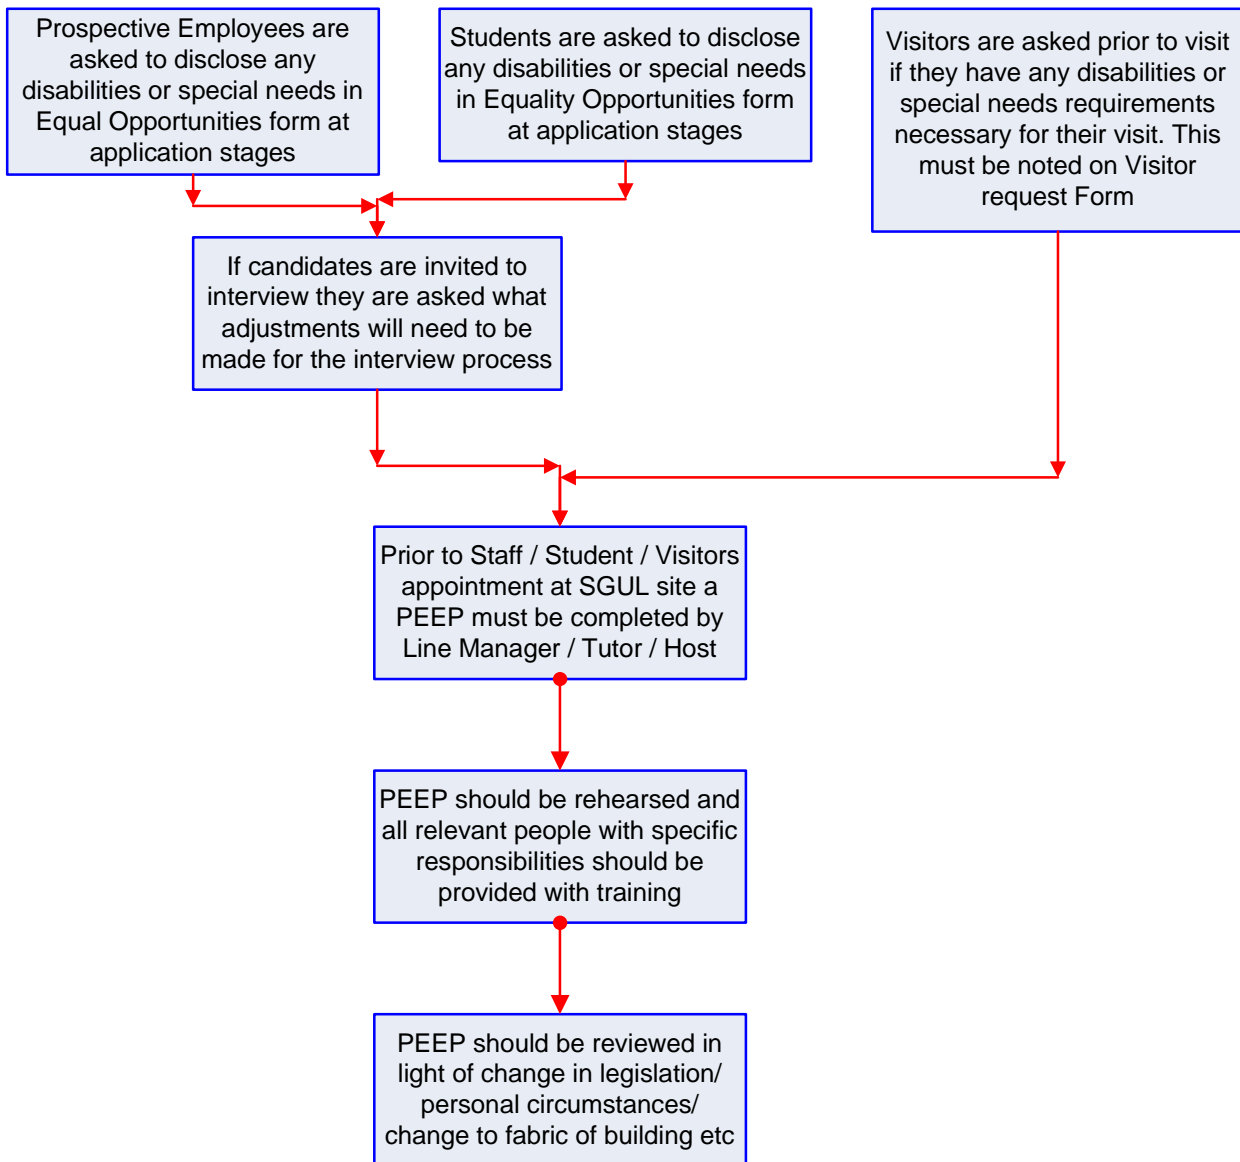 Prospective Employees are
asked to disclose any
disabilities or special needs in
Equal Opportunities form at
application stages
Students are asked to disclose
any disabilities or special needs
in Equality Opportunities form
at application stages
Visitors are asked prior to visit
if they have any disabilities or
special needs requirements
necessary for their visit. This
must be noted on Visitor
request Form
If candidates are invited to
interview they are asked what
adjustments will need to be
made for the interview process
Prior to Staff / Student / Visitors
appointment at SGUL site a
PEEP must be completed by
Line Manager / Tutor / Host
PEEP should be rehearsed and
all relevant people with specific
responsibilities should be
provided with training
PEEP should be reviewed in
light of change in legislation/
personal circumstances/
change to fabric of building etc